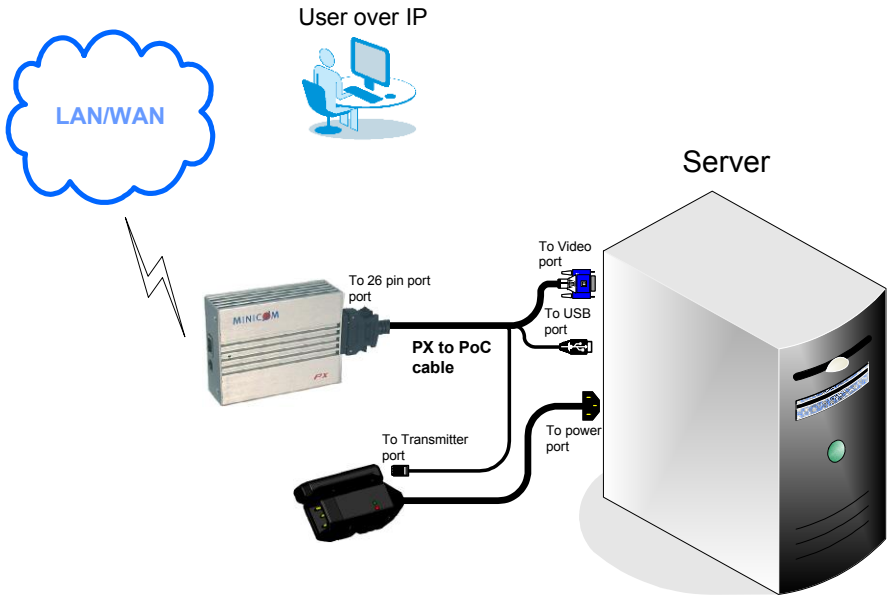 User over IP
LAN/WAN
Server
To Video
port
To 26 pin port
port
MINICOM
To USB
port
PX to PoC
cable
PX
To Transmitter
port
To power
port